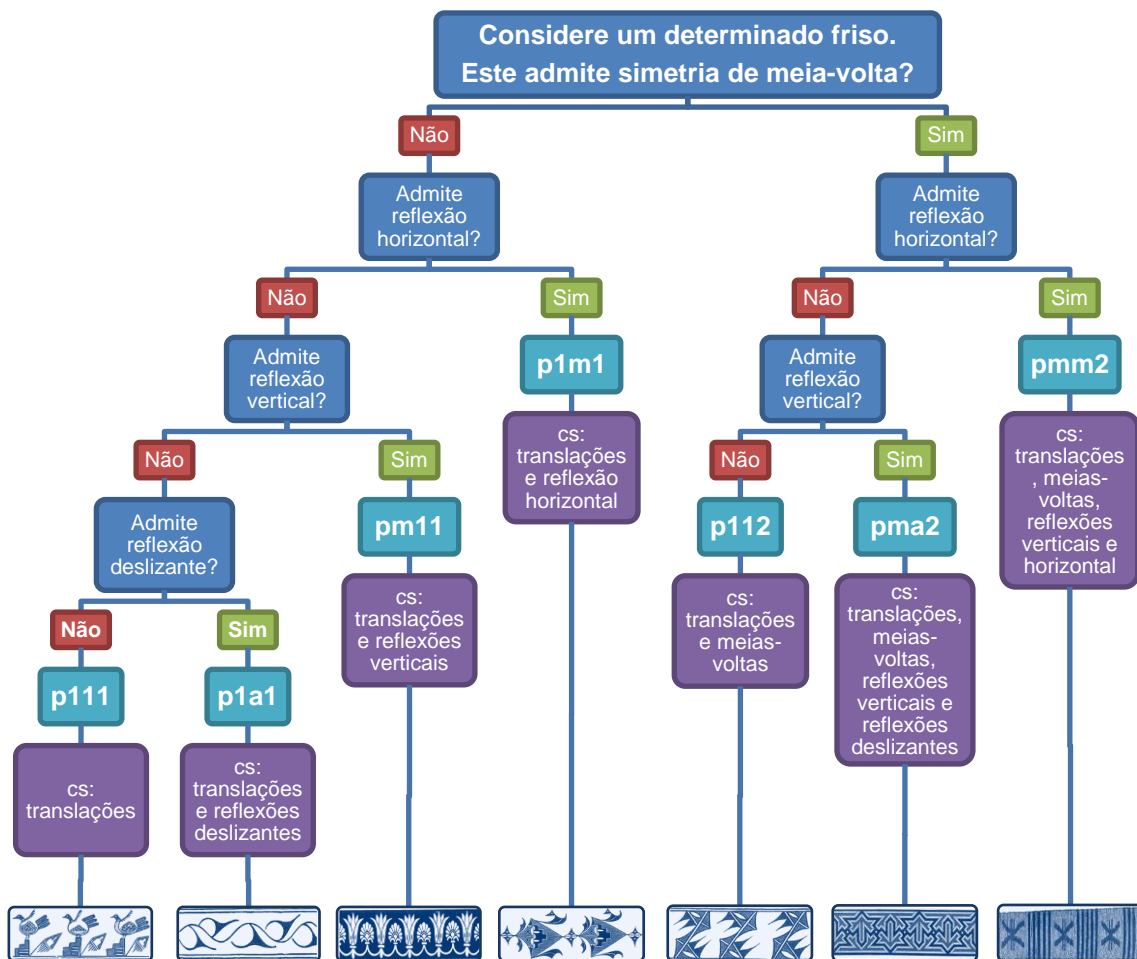 Considere um determinado friso.
Este admite simetria de meia-volta?
Não
Sim
Admite
reflexão
horizontal?
Admite
reflexão
horizontal?
Não
Sim
Não
Sim
Admite
reflexão
vertical?
p1m1
Admite
reflexão
vertical?
pmm2
Não
Sim
cs:
translações
e reflexão
horizontal
Não
Sim
cs:
translações
, meias-
voltas,
reflexões
verticais e
horizontal
Admite
reflexão
deslizante?
pm11
p112
pma2
Não
Sim
cs:
translações
e reflexões
verticais
cs:
translações
e meias-
voltas
cs:
translações,
meias-
voltas,
reflexões
verticais e
reflexões
deslizantes
p111
p1a1
cs:
translações
cs:
translações
e reflexões
deslizantes